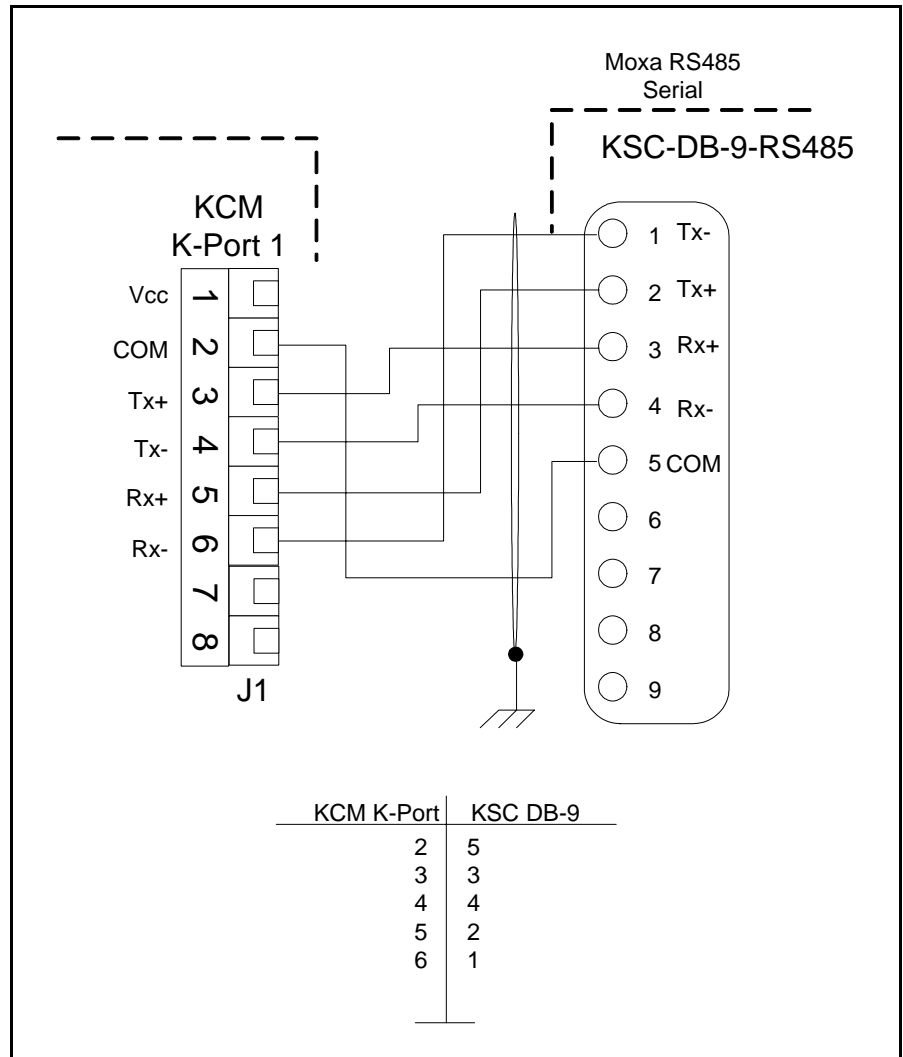 Moxa RS485
Serial
KSC-DB-9-RS485
KCM
K-Port 1
Vcc 1
COM 2
Tx+ 3
Tx- 4
Rx+ 5
Rx- 6
7
8
J1
1 Tx-
2 Tx+
3 Rx+
4 Rx-
5 COM
6
7
8
9
KCM K-Port KSC DB-9
2 5
3 3
4 4
5 2
6 1